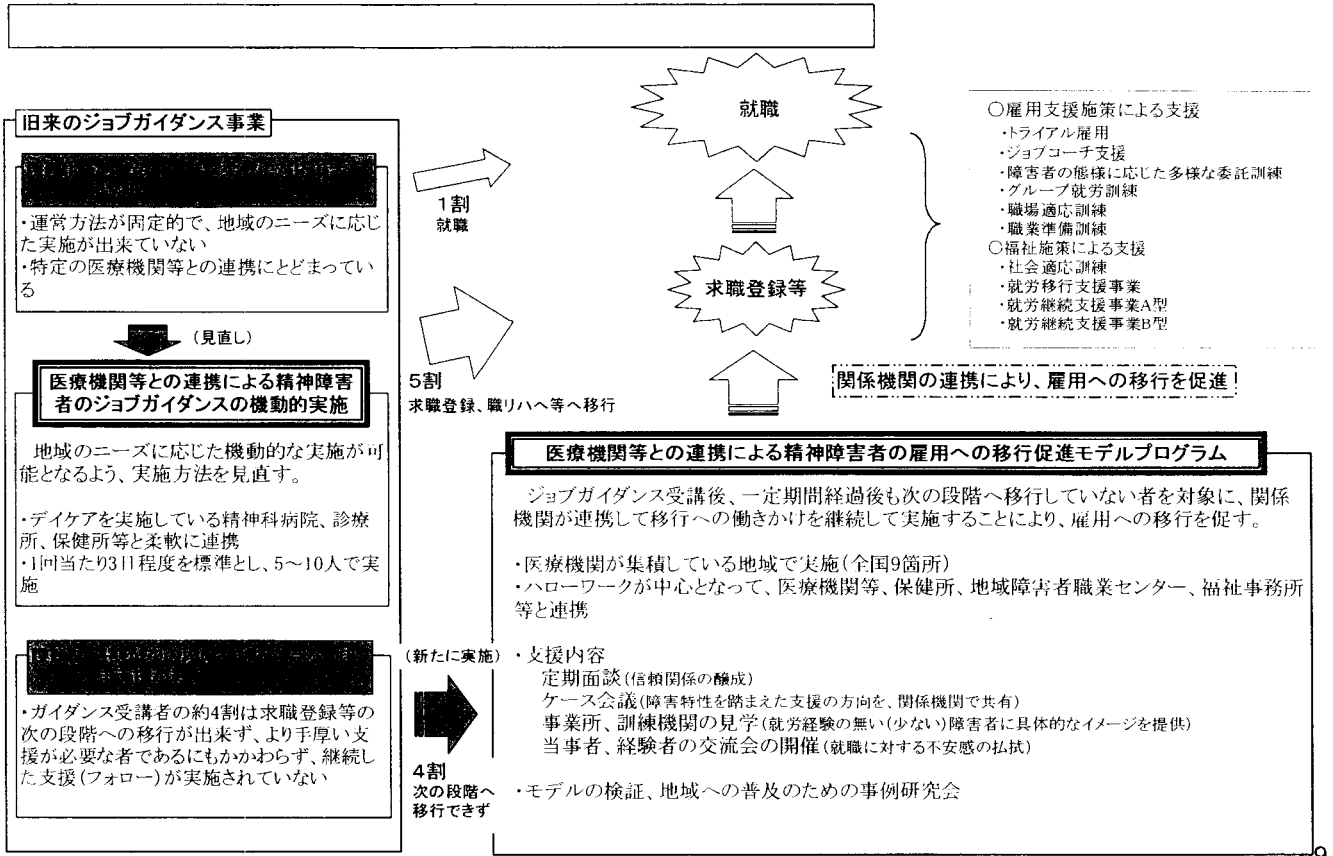 旧来のジョブガイダンス事業
・運営方法が固定的で、地域のニーズに応じ
た実施が出来ていない
・特定の医療機関等との連携にとどまってい
る
(見直し)
医療機関等との連携による精神障害
者のジョブガイダンスの機動的実施
地域のニーズに応じた機動的な実施が可
能となるよう、実施方法を見直す。
・デイケアを実施している精神科病院、診療
所、保健所等と柔軟に連携
・1回当たり3日程度を標準とし、5～10人で実
施
・ガイダンス受講者の約4割は求職登録等の
次の段階への移行が出来ず、より手厚い支
援が必要な者であるにもかかわらず、継続し
た支援(フォロー)が実施されていない
1割
就職
5割
求職登録、職リハへ等へ移行
(新たに実施)
4割
次の段階へ
移行できず
就職
求職登録等
○雇用支援施策による支援
・トライアル雇用
・ジョブコーチ支援
・障害者の態様に応じた多様な委託訓練
・グループ就労訓練
・職場適応訓練
・職業準備訓練
○福祉施策による支援
・社会適応訓練
・就労移行支援事業
・就労継続支援事業A型
・就労継続支援事業B型
関係機関の連携により、雇用への移行を促進!
医療機関等との連携による精神障害者の雇用への移行促進モデルプログラム
ジョブガイダンス受講後、一定期間経過後も次の段階へ移行していない者を対象に、関係
機関が連携して移行への働きかけを継続して実施することにより、雇用への移行を促す。
・医療機関が集積している地域で実施(全国9箇所)
・ハローワークが中心となって、医療機関等、保健所、地域障害者職業センター、福祉事務所
等と連携
・支援内容
定期面談(信頼関係の醸成)
ケース会議(障害特性を踏まえた支援の方向を、関係機関で共有)
事業所、訓練機関の見学(就労経験の無い(少ない)障害者に具体的なイメージを提供)
当事者、経験者の交流会の開催(就職に対する不安感の払拭)
・モデルの検証、地域への普及のための事例研究会
9